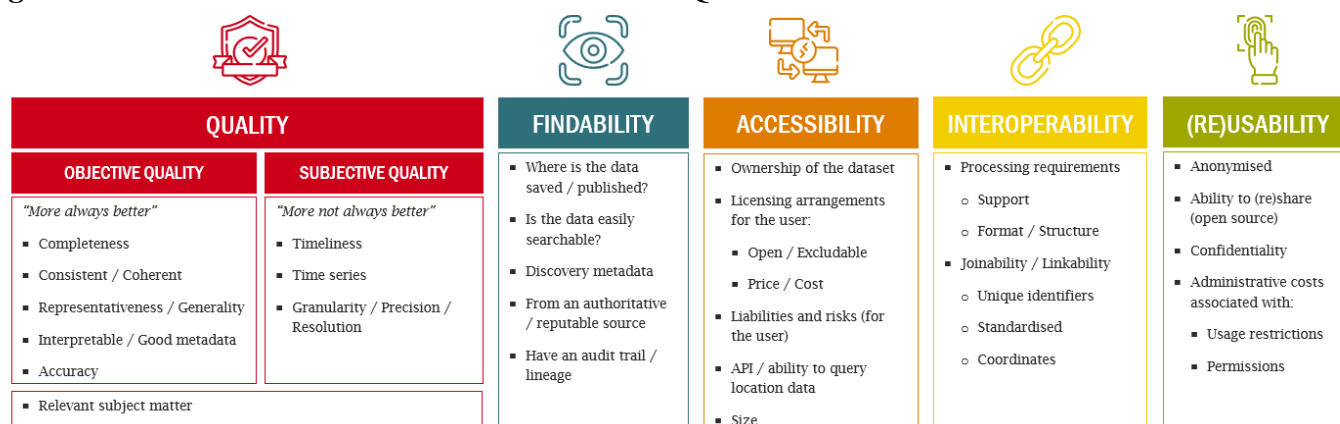 QUALITY
OBJECTIVE QUALITY
"More always better"
▪ Completeness
▪ Consistent / Coherent
▪ Representativeness / Generality
▪ Interpretable / Good metadata
▪ Accuracy
SUBJECTIVE QUALITY
"More not always better"
▪ Timeliness
▪ Time series
▪ Granularity / Precision /
Resolution
▪ Relevant subject matter
FINDABILITY
▪ Where is the data
saved / published?
▪ Is the data easily
searchable?
▪ Discovery metadata
▪ From an authoritative
/ reputable source
▪ Have an audit trail /
lineage
ACCESSIBILITY
▪ Ownership of the dataset
▪ Licensing arrangements
for the user:
▪ Open / Excludable
▪ Price / Cost
▪ Liabilities and risks (for
the user)
▪ API / ability to query
location data
▪ Size
INTEROPERABILITY
▪ Processing requirements
o Support
o Format / Structure
▪ Joinability / Linkability
o Unique identifiers
o Standardised
o Coordinates
(RE)USABILITY
▪ Anonymised
▪ Ability to (re)share
(open source)
▪ Confidentiality
▪ Administrative costs
associated with:
▪ Usage restrictions
▪ Permissions